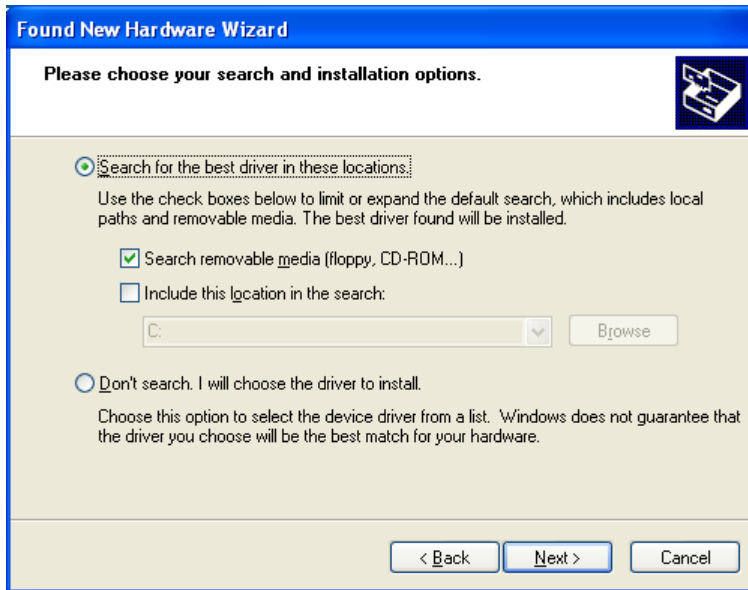 Found New Hardware Wizard
Please choose your search and installation options.
Search for the best driver in these locations.
Use the check boxes below to limit or expand the default search, which includes local
paths and removable media. The best driver found will be installed.
Search removable media (floppy, CD-ROM...)
Include this location in the search:
C:
Browse
Don't search. I will choose the driver to install.
Choose this option to select the device driver from a list.  Windows does not guarantee that
the driver you choose will be the best match for your hardware.
< Back Next > Cancel